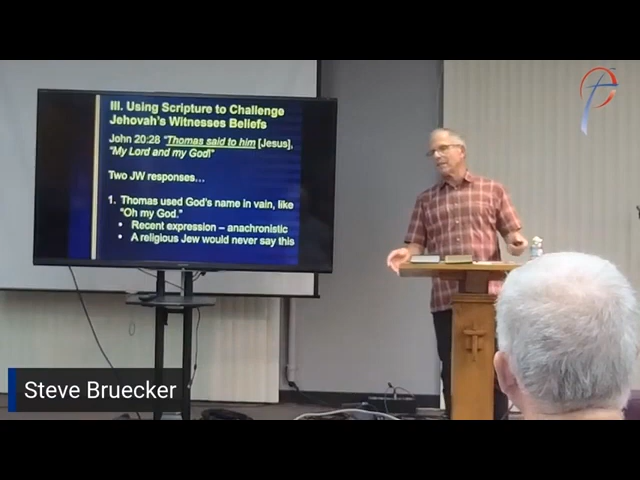 III. Using Scripture to Challenge
Jehovah's Witnesses Beliefs
John 20:28 "Thomas said to him [Jesus],
"My Lord and my God!"
Two JW responses…
1. Thomas used God's name in vain, like
"Oh my God."
• Recent expression – anachronistic
• A religious Jew would never say this
Steve Bruecker